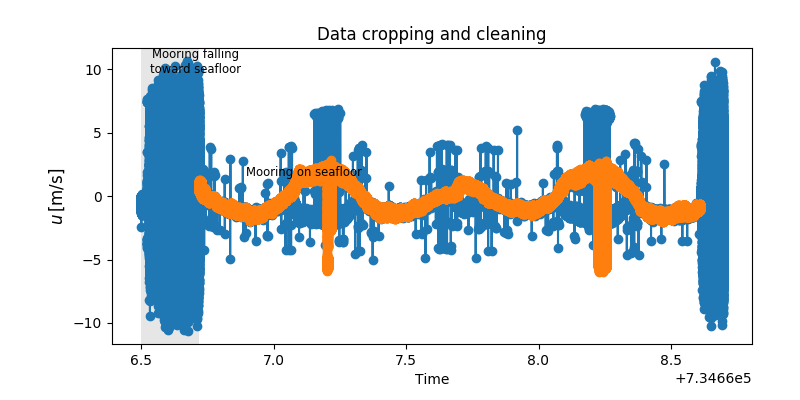 Data cropping and cleaning
Mooring falling
toward seafloor
Mooring on seafloor
u [m/s]
10
5
0
−5
−10
6.5
7.0
7.5
8.0
8.5
+7.3466e5
Time